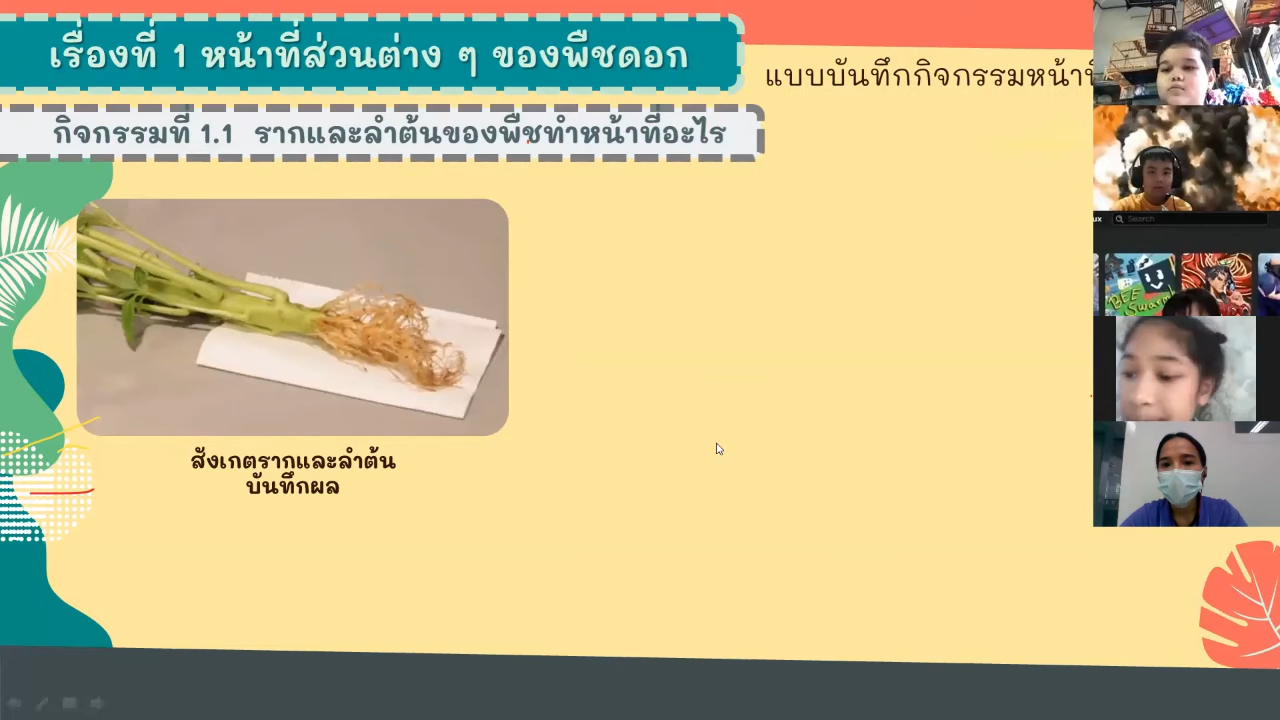 เรื่องที่ 1 หน้าที่ส่วนต่าง ๆ ของพืชดอก
แบบบันทึกกิจกรรมหน้าที่
กิจกรรมที่ 1.1 รากและลำต้นของพืชทำหน้าที่อะไร
ux Search
BEE
Swarm
สังเกตรากและลำต้น
บันทึกผล